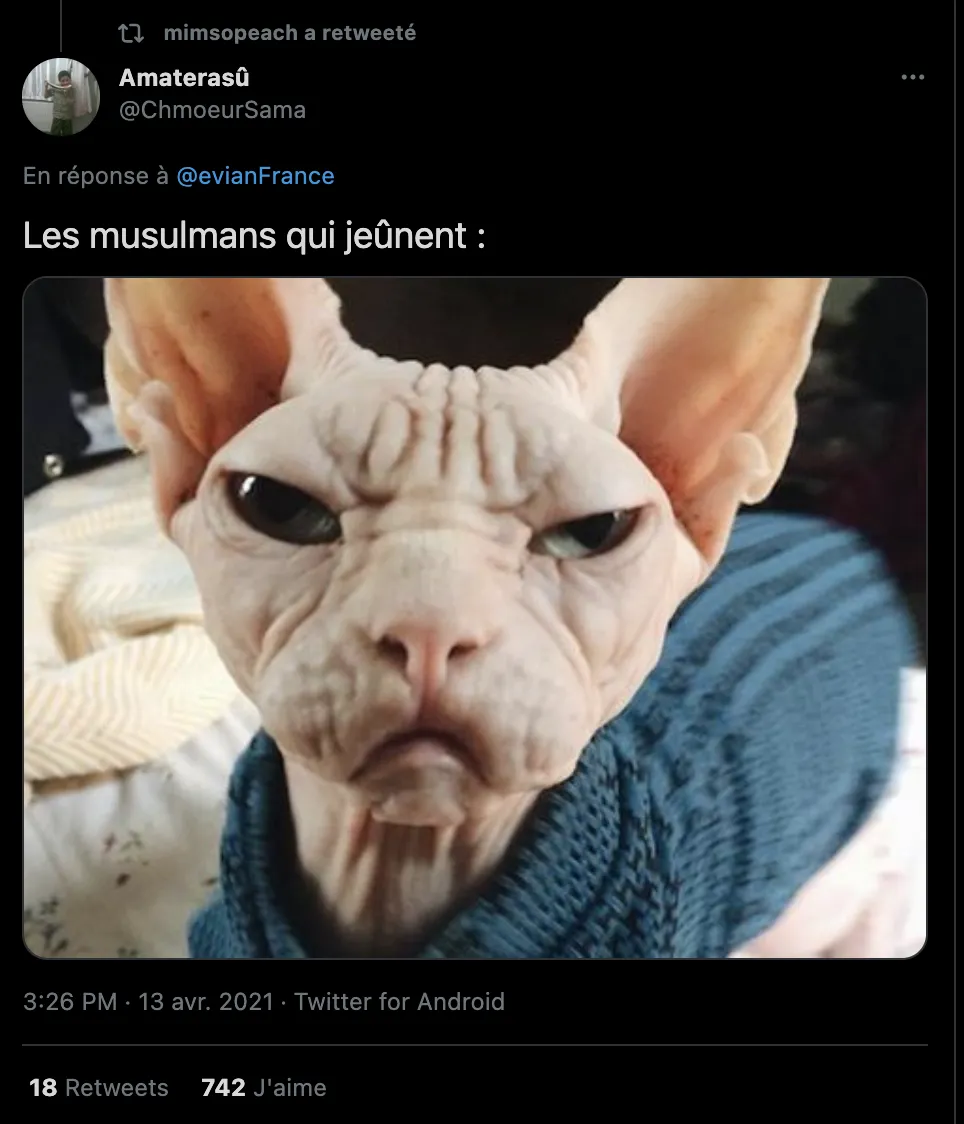 mimsopeach a retweeté
Amaterasû
@ChmoeurSama
En réponse à @evianFrance
Les musulmans qui jeûnent :
3:26 PM · 13 avr. 2021 · Twitter for Android
18 Retweets 742 J'aime